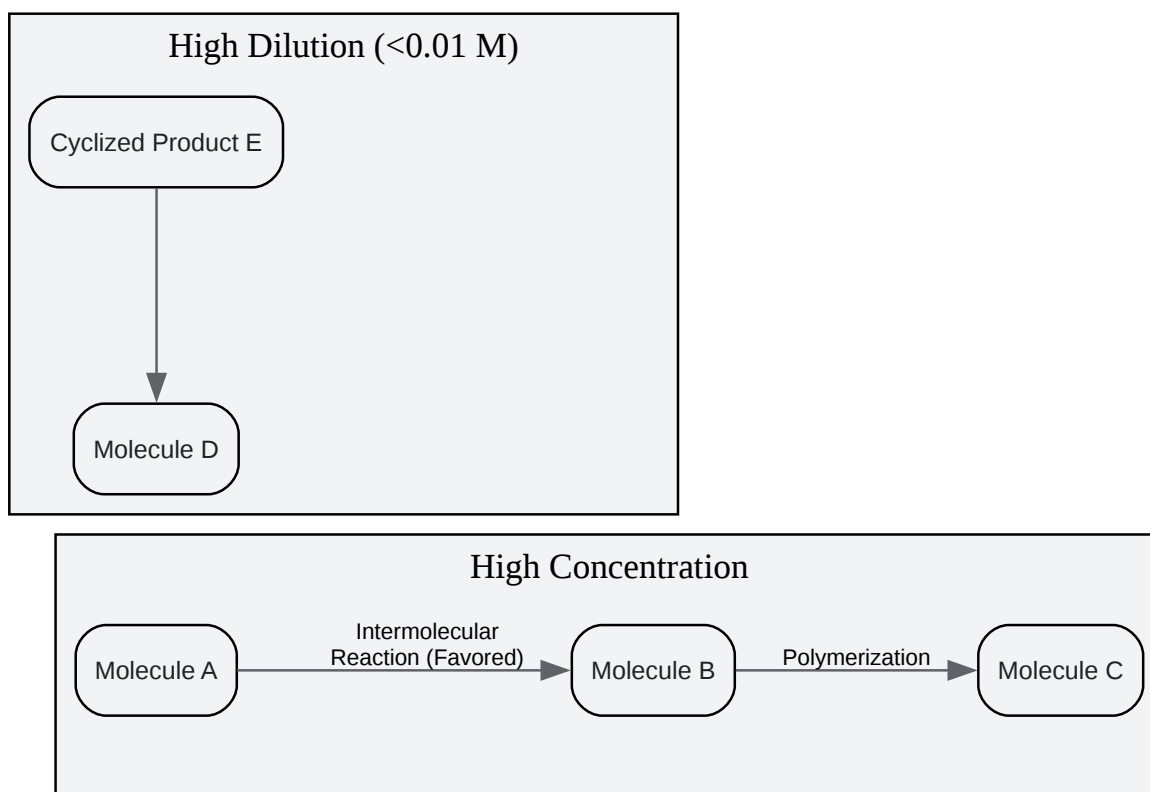 High Dilution (<0.01 M)
Cyclized Product E
Molecule D
High Concentration
Molecule A
Intermolecular
Reaction (Favored)
Molecule B
Polymerization
Molecule C